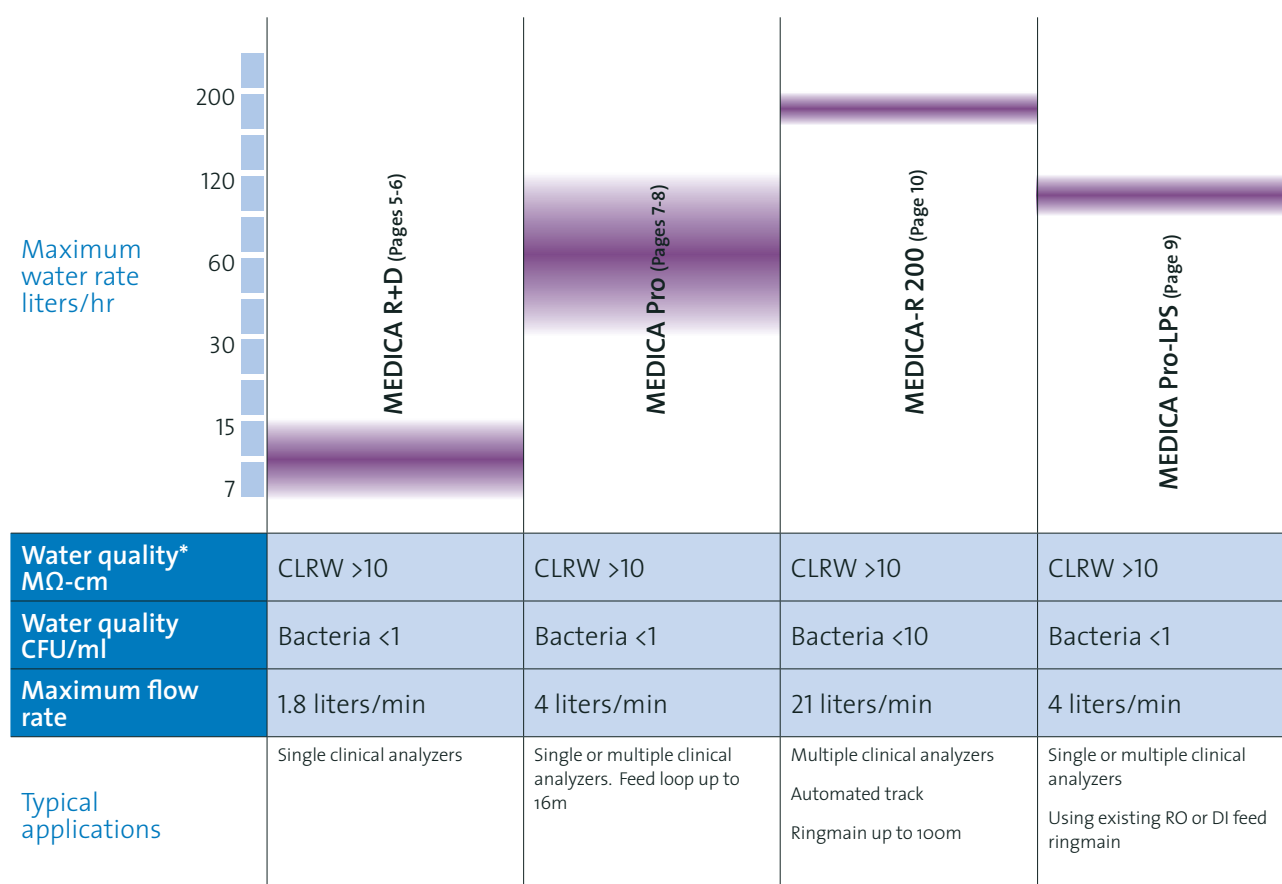 200
120
60
30
15
7
Maximum
water rate
liters/hr
MEDICA R+D (Pages 5-6)
MEDICA Pro (Pages 7-8)
MEDICA-R 200 (Page 10)
MEDICA Pro-LPS (Page 9)
Water quality*
MΩ-cm
CLRW >10
CLRW >10
CLRW >10
CLRW >10
Water quality
CFU/ml
Bacteria <1
Bacteria <1
Bacteria <10
Bacteria <1
Maximum flow
rate
1.8 liters/min
4 liters/min
21 liters/min
4 liters/min
Typical
applications
Single clinical analyzers
Single or multiple clinical
analyzers. Feed loop up to
16m
Multiple clinical analyzers
Automated track
Ringmain up to 100m
Single or multiple clinical
analyzers
Using existing RO or DI feed
ringmain